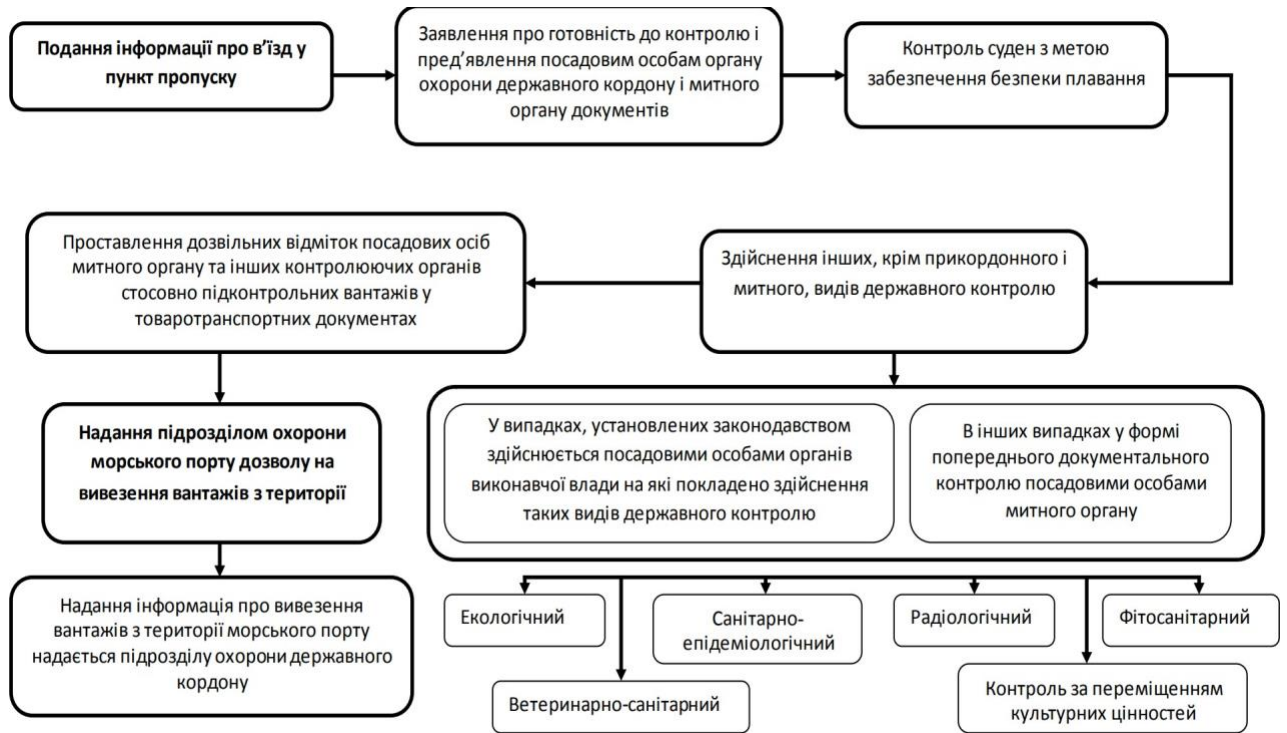 Подання інформації про в’їзд у
пункт пропуску
Заявлення про готовність до контролю і
пред’явлення посадовим особам органу
охорони державного кордону і митного
органу документів
Контроль суден з метою
забезпечення безпеки плавання
Проставлення дозвільних відміток посадових осіб
митного органу та інших контролюючих органів
стосовно підконтрольних вантажів у
товаротранспортних документах
Здійснення інших, крім прикордонного і
митного, видів державного контролю
Надання підрозділом охорони
морського порту дозволу на
вивезення вантажів з території
У випадках, установлених законодавством
здійснюється посадовими особами органів
виконавчої влади на які покладено здійснення
таких видів державного контролю
В інших випадках у формі
попереднього документального
контролю посадовими особами
митного органу
Надання інформація про вивезення
вантажів з території морського порту
надається підрозділу охорони державного
кордону
Екологічний
Санітарно-
епідеміологічний
Радіологічний
Фітосанітарний
Ветеринарно-санітарний
Контроль за переміщенням
культурних цінностей